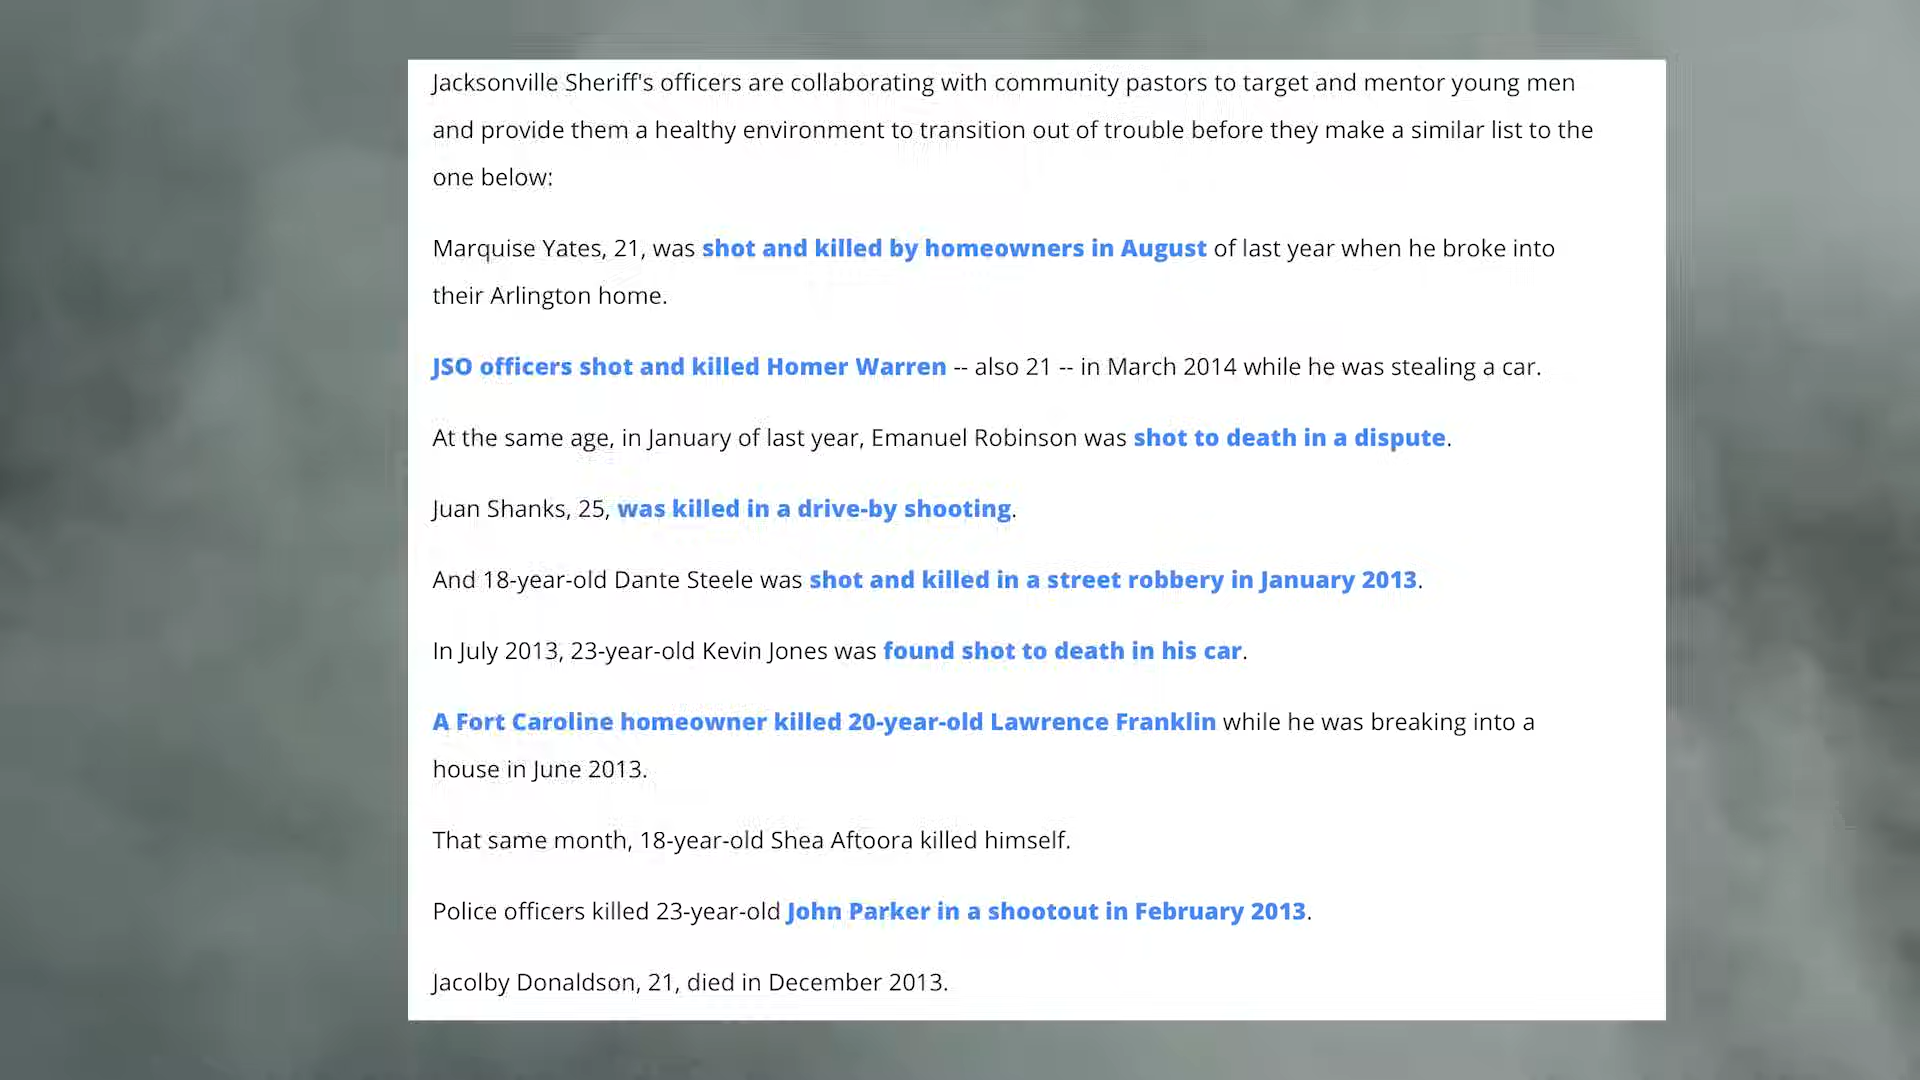 Jacksonville Sheriff's officers are collaborating with community pastors to target and mentor young men
and provide them a healthy environment to transition out of trouble before they make a similar list to the
one below:
Marquise Yates, 21, was shot and killed by homeowners in August of last year when he broke into
their Arlington home.
JSO officers shot and killed Homer Warren -- also 21 -- in March 2014 while he was stealing a car.
At the same age, in January of last year, Emanuel Robinson was shot to death in a dispute.
Juan Shanks, 25, was killed in a drive-by shooting.
And 18-year-old Dante Steele was shot and killed in a street robbery in January 2013.
In July 2013, 23-year-old Kevin Jones was found shot to death in his car.
A Fort Caroline homeowner killed 20-year-old Lawrence Franklin while he was breaking into a
house in June 2013.
That same month, 18-year-old Shea Aftoora killed himself.
Police officers killed 23-year-old John Parker in a shootout in February 2013.
Jacolby Donaldson, 21, died in December 2013.